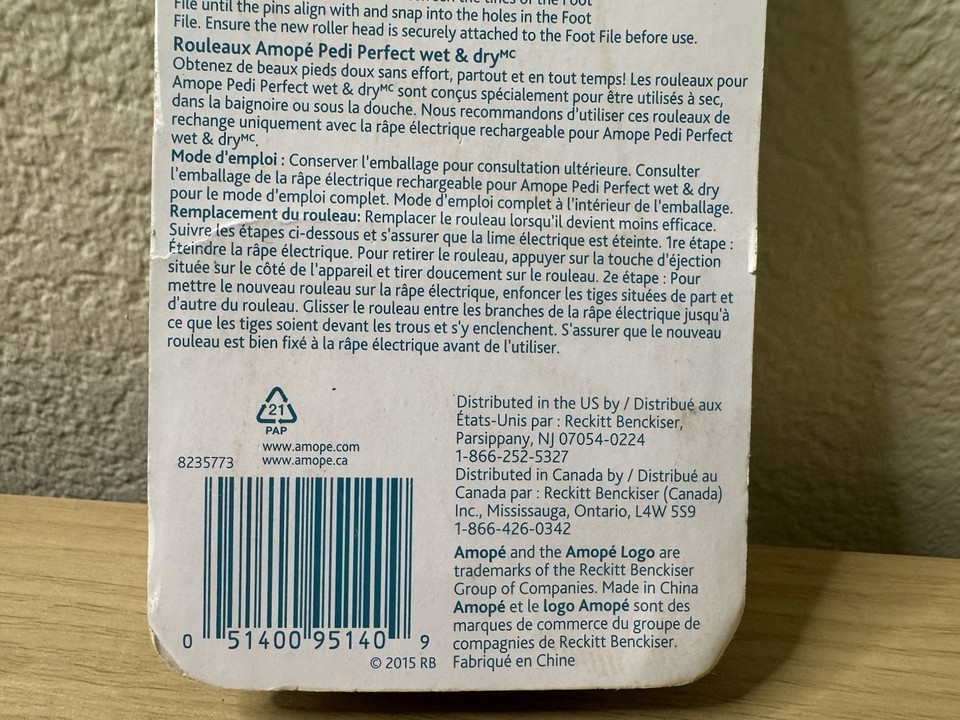 File until the pins align with and snap into the holes in the Foot
File. Ensure the new roller head is securely attached to the Foot File before use.
Rouleaux Amopé Pedi Perfect wet & dryᴹᶜ
Obtenez de beaux pieds doux sans effort, partout et en tout temps! Les rouleaux pour
Amope Pedi Perfect wet & dryᴹᶜ sont conçus spécialement pour être utilisés à sec,
dans la baignoire ou sous la douche. Nous recommandons d'utiliser ces rouleaux de
rechange uniquement avec la râpe électrique rechargeable pour Amope Pedi Perfect
wet & dryᴹᶜ.
Mode d'emploi : Conserver l'emballage pour consultation ultérieure. Consulter
l'emballage de la râpe électrique rechargeable pour Amope Pedi Perfect wet & dry
pour le mode d'emploi complet. Mode d'emploi complet à l'intérieur de l'emballage.
Remplacement du rouleau: Remplacer le rouleau lorsqu'il devient moins efficace.
Suivre les étapes ci-dessous et s'assurer que la lime électrique est éteinte. 1re étape :
Éteindre la râpe électrique. Pour retirer le rouleau, appuyer sur la touche d'éjection
située sur le côté de l'appareil et tirer doucement sur le rouleau. 2e étape : Pour
mettre le nouveau rouleau sur la râpe électrique, enfoncer les tiges situées de part et
d'autre du rouleau. Glisser le rouleau entre les branches de la râpe électrique jusqu'à
ce que les tiges soient devant les trous et s'y enclenchent. S'assurer que le nouveau
rouleau est bien fixé à la râpe électrique avant de l'utiliser.
21
PAP
www.amope.com
www.amope.ca
8235773
0 51400 95140 9
© 2015 RB
Distributed in the US by / Distribué aux
États-Unis par : Reckitt Benckiser,
Parsippany, NJ 07054-0224
1-866-252-5327
Distributed in Canada by / Distribué au
Canada par : Reckitt Benckiser (Canada)
Inc., Mississauga, Ontario, L4W 5S9
1-866-426-0342
Amopé and the Amopé Logo are
trademarks of the Reckitt Benckiser
Group of Companies. Made in China
Amopé et le logo Amopé sont des
marques de commerce du groupe de
compagnies de Reckitt Benckiser.
Fabriqué en Chine